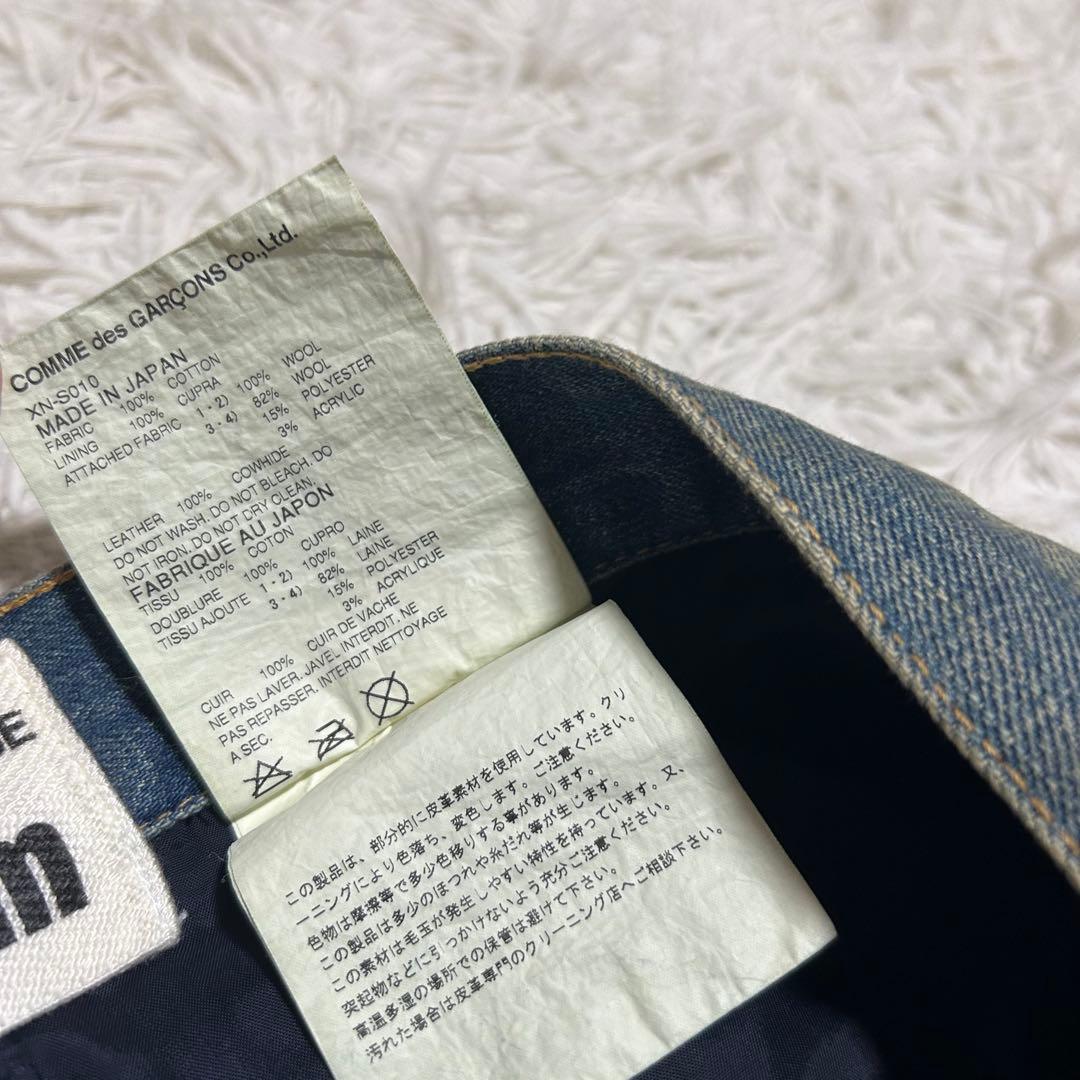 COMME des GARÇONS Co.,Ltd.
XN-S010
MADE IN JAPAN
FABRIC 100% COTTON
LINING 100% CUPRA
ATTACHED FABRIC 1・2) 100% WOOL
3・4) 82% WOOL
15% POLYESTER
3% ACRYLIC
LEATHER 100% COWHIDE
DO NOT WASH. DO NOT BLEACH. DO
NOT IRON. DO NOT DRY CLEAN.
FABRIQUE AU JAPON
TISSU 100% COTON
DOUBLURE 100% CUPRO
TISSU AJOUTE 1・2) 100% LAINE
3・4) 82% LAINE
15% POLYESTER
3% ACRYLIQUE
CUIR 100% CUIR DE VACHE
NE PAS LAVER. JAVEL INTERDIT. NE
PAS REPASSER. INTERDIT NETTOYAGE
A SEC.
この製品は、部分的に皮革素材を使用しています。クリ
ーニングにより色落ち、変色します。ご注意ください。
色物は摩擦等で多少色移りする事があります。
この製品は多少のほつれや糸だれ等が生じます。
この素材は毛玉が発生しやすい特性を持っています。又、
突起物などに引っかけないよう充分ご注意ください。
高温多湿の場所での保管は避けて下さい。
汚れた場合は皮革専門のクリーニング店へご相談下さい。